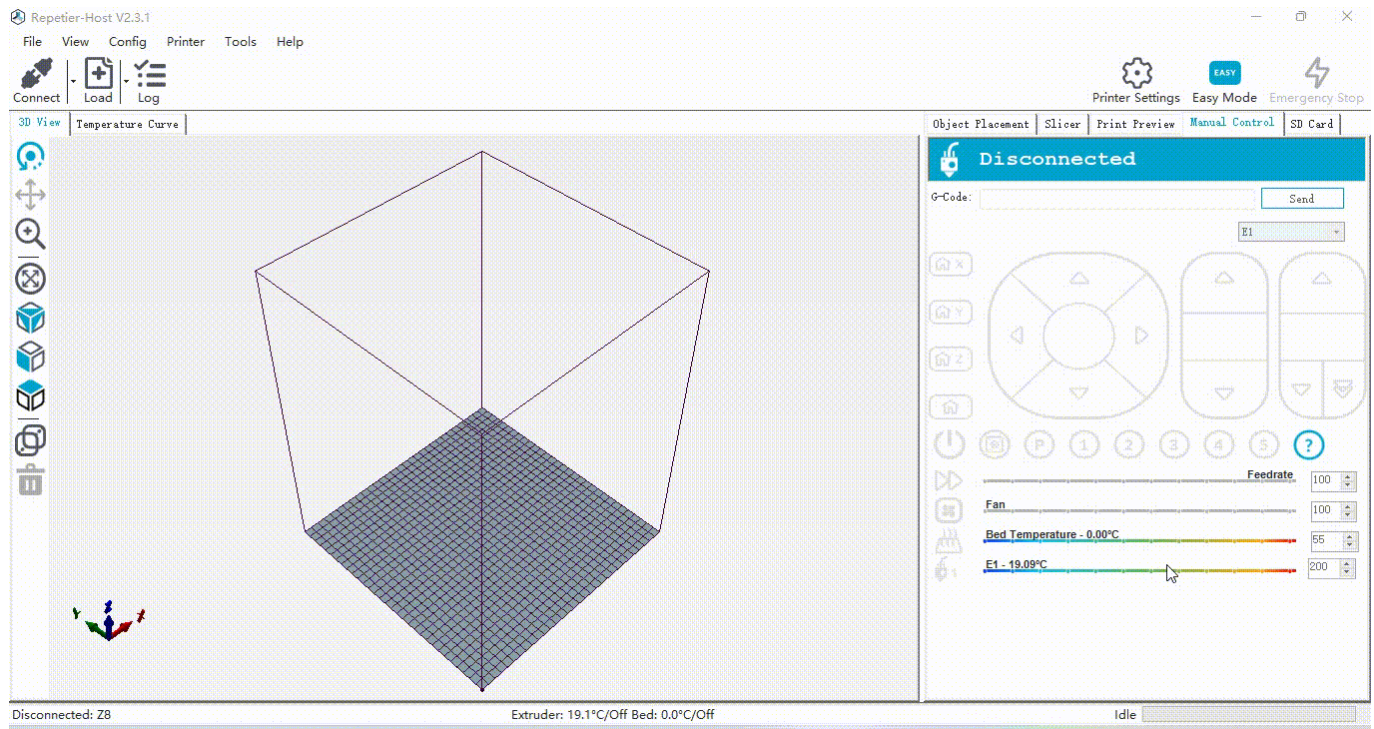 Repetier-Host V2.3.1
File View Config Printer Tools Help
Connect Load Log Printer Settings EASY Easy Mode Emergency Stop
3D View Temperature Curve
Object Placement Slicer Print Preview Manual Control SD Card
Disconnected
G-Code: Send
E1
X
Y
Z
P 1 2 3 4 5 ?
Feedrate 100
Fan 100
Bed Temperature - 0.00°C 55
1 E1 - 19.09°C 200
Y Z X
Disconnected: Z8 Extruder: 19.1°C/Off Bed: 0.0°C/Off Idle